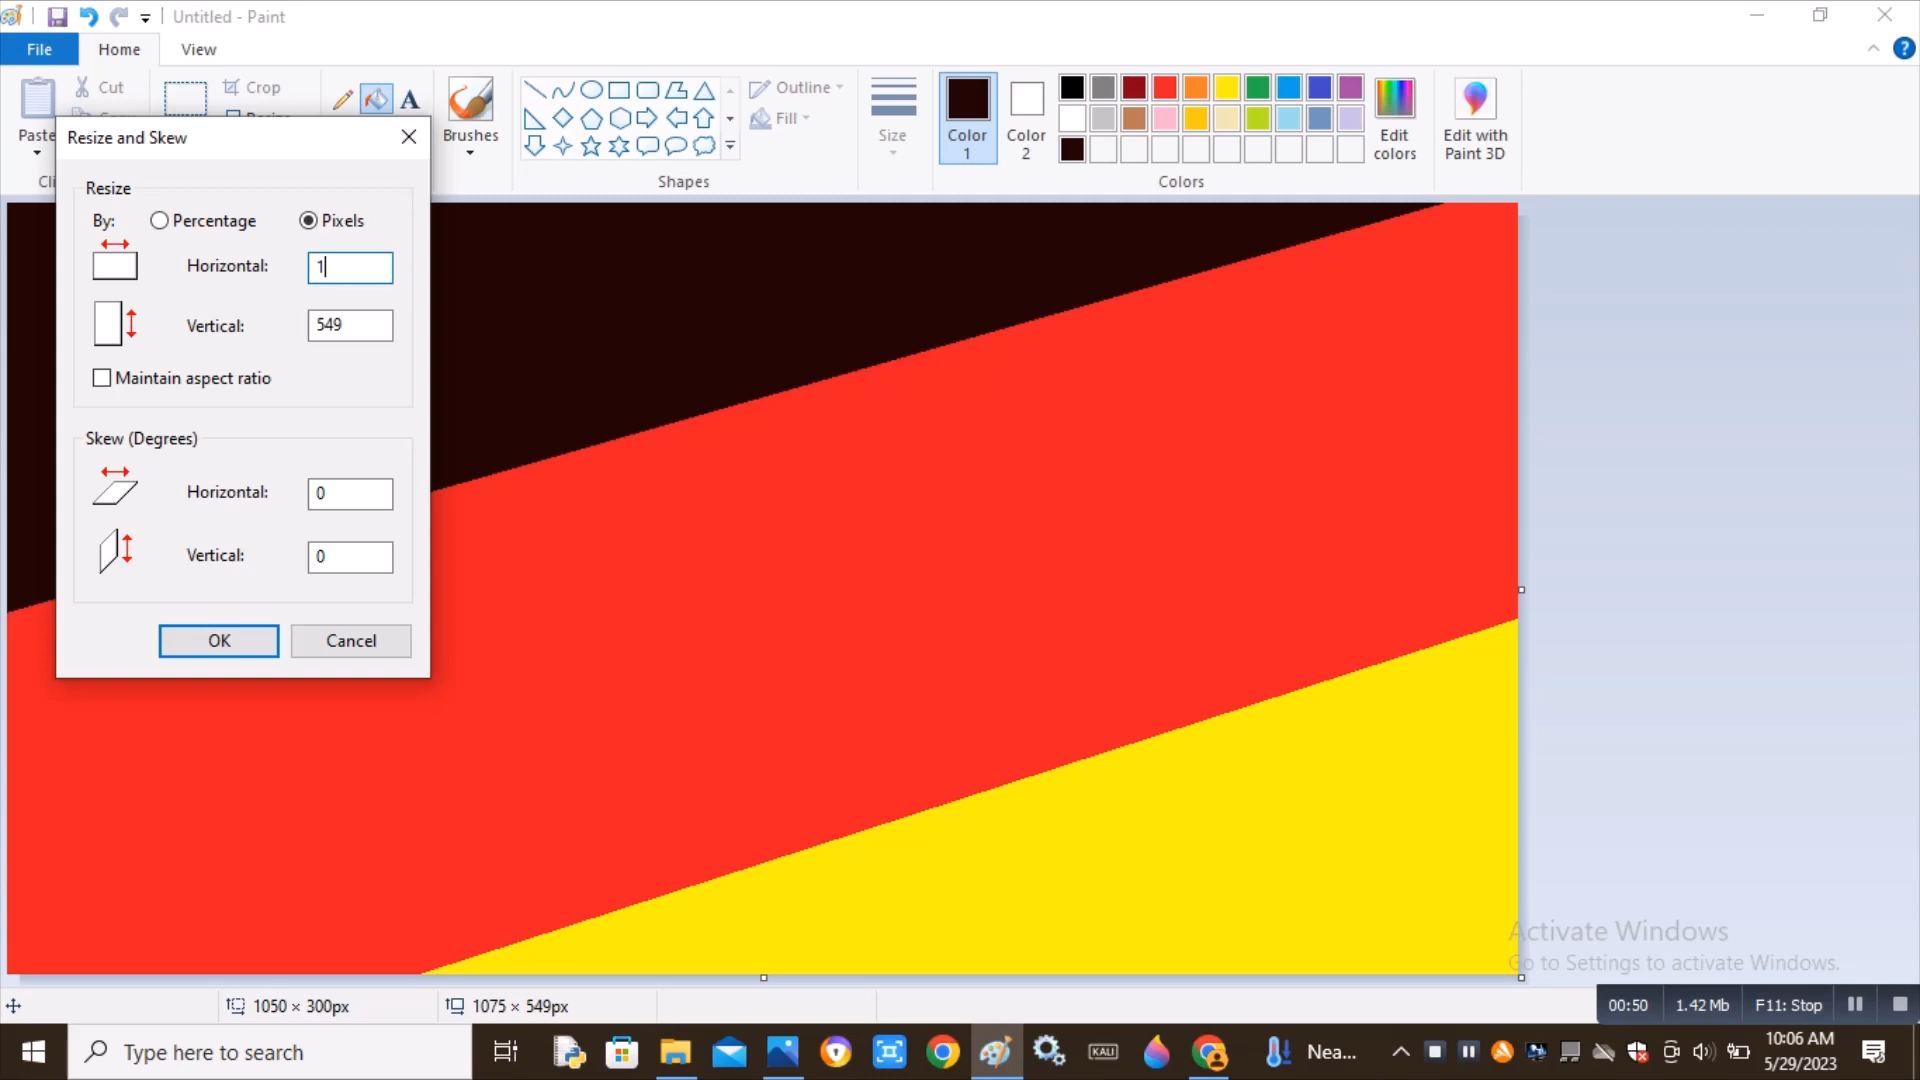 Untitled - Paint
File Home View
Cut Crop
Paste Brushes Outline Fill Size Color 1 Color 2 Edit colors Edit with Paint 3D
Shapes Colors
Resize and Skew
Resize
By: Percentage Pixels
Horizontal: 1
Vertical: 549
Maintain aspect ratio
Skew (Degrees)
Horizontal: 0
Vertical: 0
OK Cancel
Activate Windows
Go to Settings to activate Windows.
1050 × 300px 1075 × 549px
00:50 1.42 Mb F11: Stop
Type here to search
KALI
Nea...
10:06 AM
5/29/2023